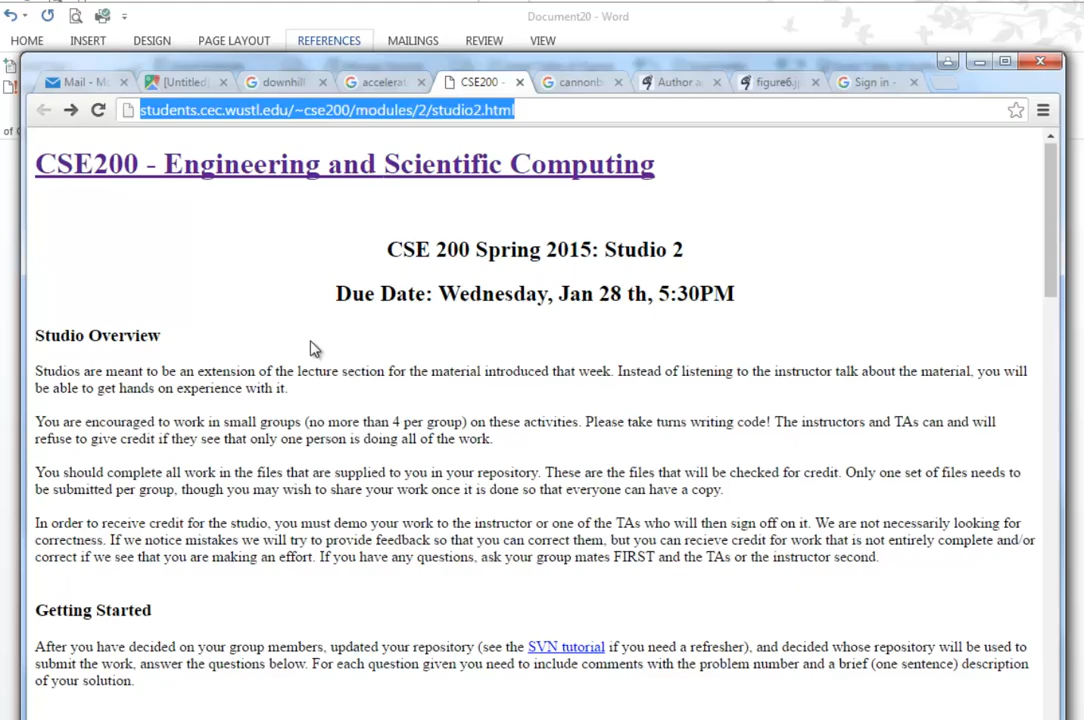 Document20 - Word
HOME INSERT DESIGN PAGE LAYOUT REFERENCES MAILINGS REVIEW VIEW
Mail - Mo [Untitled] downhill accelerat CSE200 - cannonb Author a figure6.j Sign in -
students.cec.wustl.edu/~cse200/modules/2/studio2.html
of
CSE200 - Engineering and Scientific Computing
CSE 200 Spring 2015: Studio 2
Due Date: Wednesday, Jan 28 th, 5:30PM
Studio Overview
Studios are meant to be an extension of the lecture section for the material introduced that week. Instead of listening to the instructor talk about the material, you will
be able to get hands on experience with it.
You are encouraged to work in small groups (no more than 4 per group) on these activities. Please take turns writing code! The instructors and TAs can and will
refuse to give credit if they see that only one person is doing all of the work.
You should complete all work in the files that are supplied to you in your repository. These are the files that will be checked for credit. Only one set of files needs to
be submitted per group, though you may wish to share your work once it is done so that everyone can have a copy.
In order to receive credit for the studio, you must demo your work to the instructor or one of the TAs who will then sign off on it. We are not necessarily looking for
correctness. If we notice mistakes we will try to provide feedback so that you can correct them, but you can recieve credit for work that is not entirely complete and/or
correct if we see that you are making an effort. If you have any questions, ask your group mates FIRST and the TAs or the instructor second.
Getting Started
After you have decided on your group members, updated your repository (see the SVN tutorial if you need a refresher), and decided whose repository will be used to
submit the work, answer the questions below. For each question given you need to include comments with the problem number and a brief (one sentence) description
of your solution.